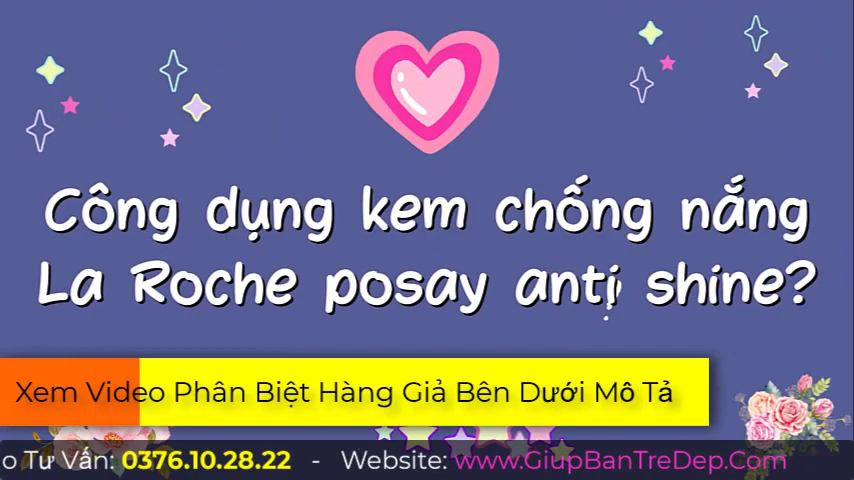 Công dụng kem chống nắng
La Roche posay anti shine?
Xem Video Phân Biệt Hàng Giả Bên Dưới Mô Tả
o Tư Vấn: 0376.10.28.22 - Website: www.GiupBanTreDep.Com